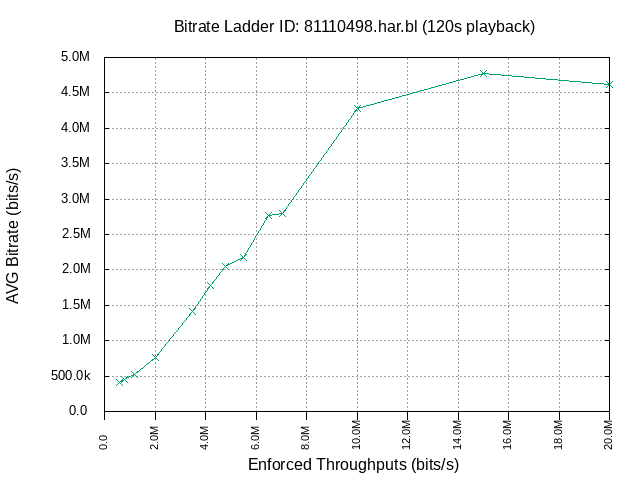 Bitrate Ladder ID: 81110498.har.bl (120s playback)
5.0M
4.5M
4.0M
3.5M
3.0M
2.5M
2.0M
1.5M
1.0M
500.0k
0.0
AVG Bitrate (bits/s)
0.0
2.0M
4.0M
6.0M
8.0M
10.0M
12.0M
14.0M
16.0M
18.0M
20.0M
Enforced Throughputs (bits/s)